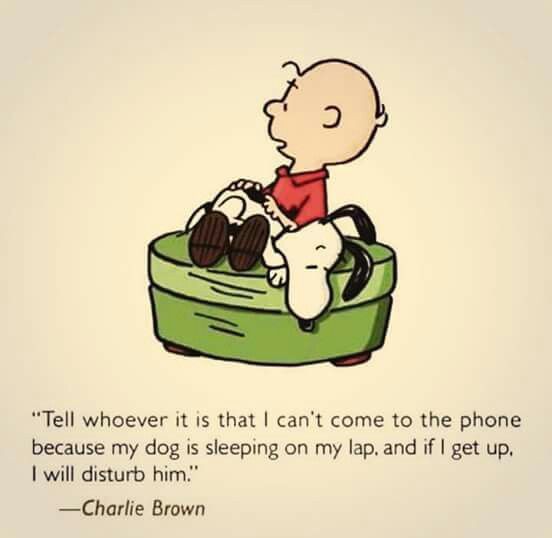 "Tell whoever it is that I can't come to the phone
because my dog is sleeping on my lap, and if I get up,
I will disturb him."
—Charlie Brown